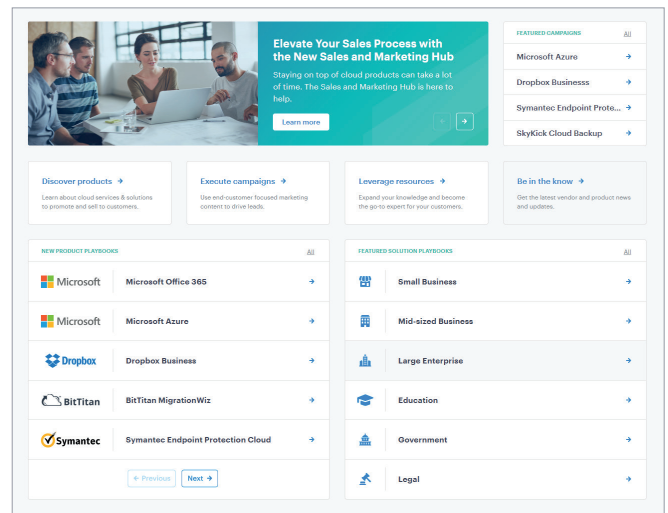 Elevate Your Sales Process with
the New Sales and Marketing Hub
Staying on top of cloud products can take a lot
of time. The Sales and Marketing Hub is here to
help.
Learn more
FEATURED CAMPAIGNS All
Microsoft Azure
Dropbox Businesss
Symantec Endpoint Prote...
SkyKick Cloud Backup
Discover products
Learn about cloud services & solutions
to promote and sell to customers.
Execute campaigns
Use end-customer focused marketing
content to drive leads.
Leverage resources
Expand your knowledge and become
the go-to expert for your customers.
Be in the know
Get the latest vendor and product news
and updates.
NEW PRODUCT PLAYBOOKS All
Microsoft Microsoft Office 365
Microsoft Microsoft Azure
Dropbox Dropbox Business
BitTitan BitTitan MigrationWiz
Symantec Symantec Endpoint Protection Cloud
← Previous Next →
FEATURED SOLUTION PLAYBOOKS All
Small Business
Mid-sized Business
Large Enterprise
Education
Government
Legal